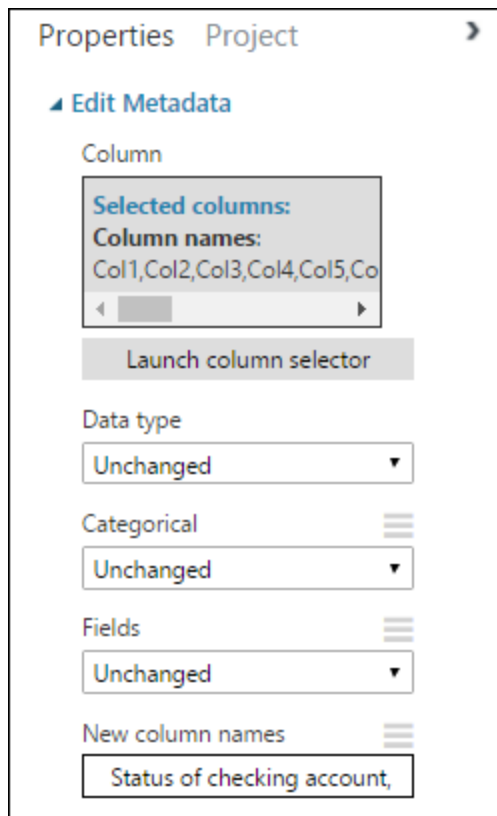 Properties Project
Edit Metadata
Column
Selected columns:
Column names:
Col1,Col2,Col3,Col4,Col5,Co
Launch column selector
Data type
Unchanged
Categorical
Unchanged
Fields
Unchanged
New column names
Status of checking account,